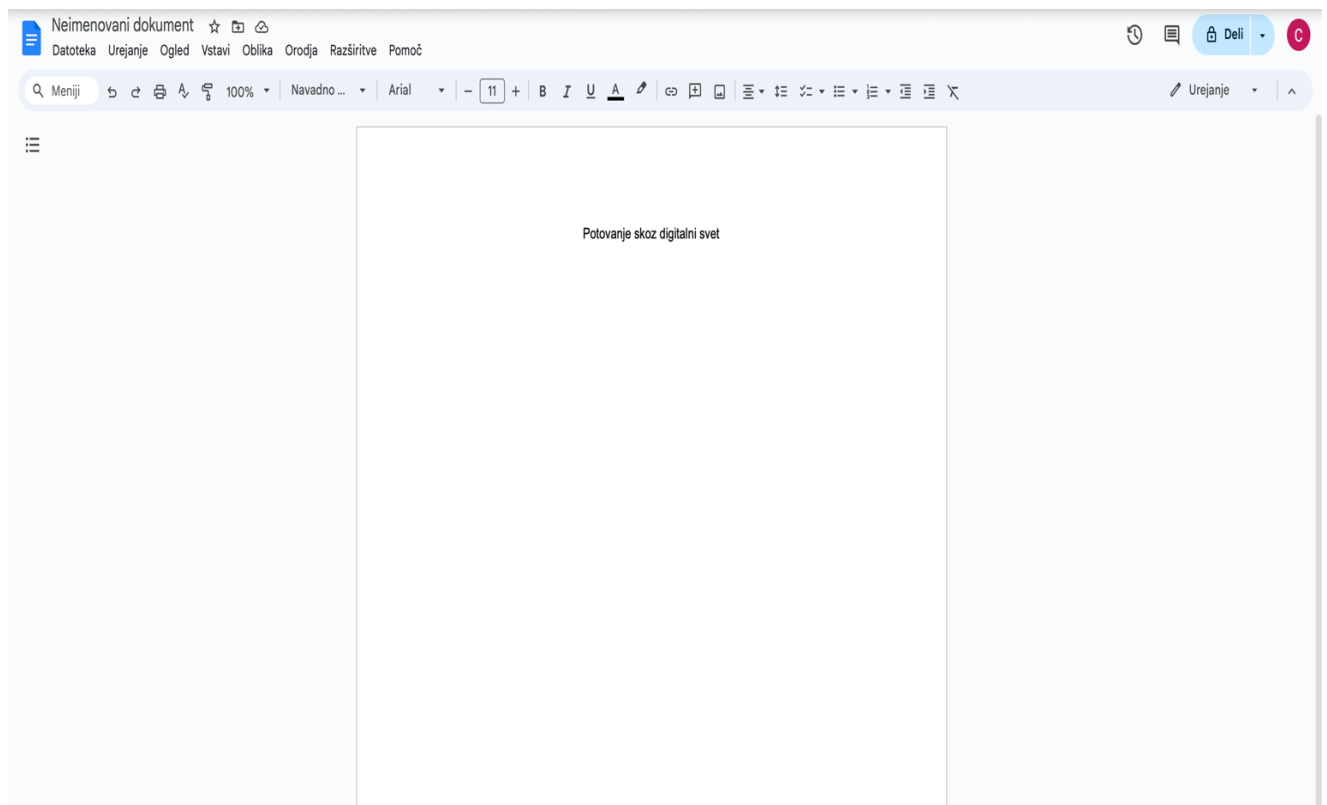 Neimenovani dokument
Datoteka Urejanje Ogled Vstavi Oblika Orodja Razširitve Pomoč
Deli
C
Meniji 100% Navadno ... Arial 11 B I U A Urejanje
Potovanje skoz digitalni svet